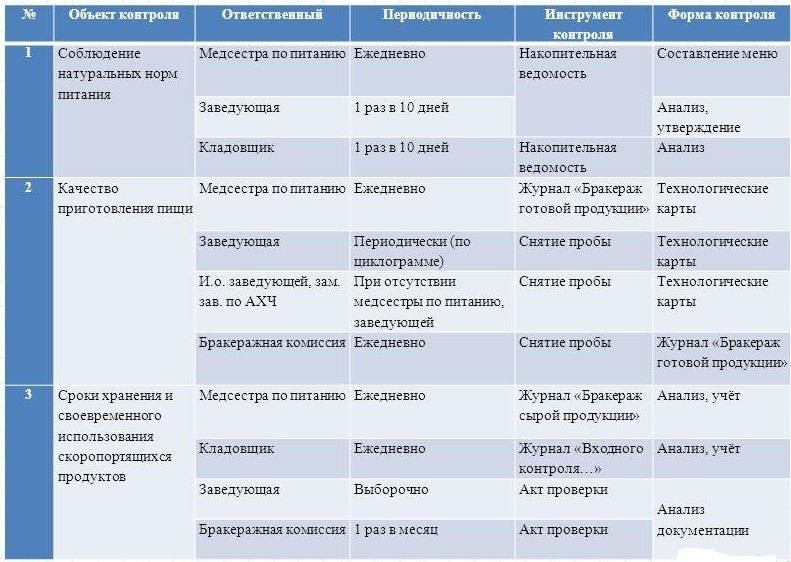 №
Объект контроля
Ответственный
Периодичность
Инструмент
контроля
Форма контроля
1
Соблюдение
натуральных норм
питания
Медсестра по питанию
Ежедневно
Накопительная
ведомость
Составление меню
Заведующая
1 раз в 10 дней
Анализ,
утверждение
Кладовщик
1 раз в 10 дней
Накопительная
ведомость
Анализ
2
Качество
приготовления пищи
Медсестра по питанию
Ежедневно
Журнал «Бракераж
готовой продукции»
Технологические
карты
Заведующая
Периодически (по
циклограмме)
Снятие пробы
Технологические
карты
И.о. заведующей, зам.
зав. по АХЧ
При отсутствии
медсестры по питанию,
заведующей
Снятие пробы
Технологические
карты
Бракеражная комиссия
Ежедневно
Снятие пробы
Журнал «Бракераж
готовой продукции»
3
Сроки хранения и
своевременного
использования
скоропортящихся
продуктов
Медсестра по питанию
Ежедневно
Журнал «Бракераж
сырой продукции»
Анализ, учёт
Кладовщик
Ежедневно
Журнал «Входного
контроля…»
Анализ, учёт
Заведующая
Выборочно
Акт проверки
Анализ
документации
Бракеражная комиссия
1 раз в месяц
Акт проверки